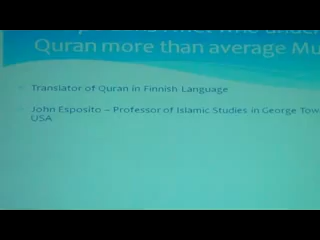 Quran more than average Mu
Translator of Quran in Finnish Language
John Esposito – Professor of Islamic Studies in George Tow
USA